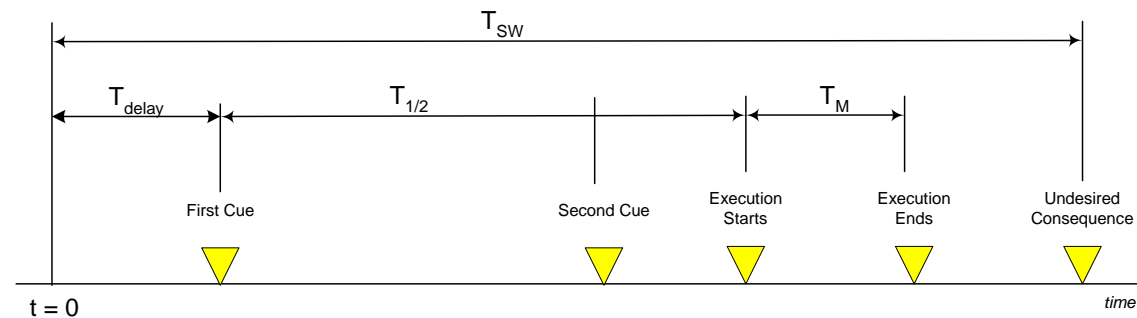 T_SW
T_delay
T_1/2
T_M
First Cue
Second Cue
Execution
Starts
Execution
Ends
Undesired
Consequence
t = 0
time